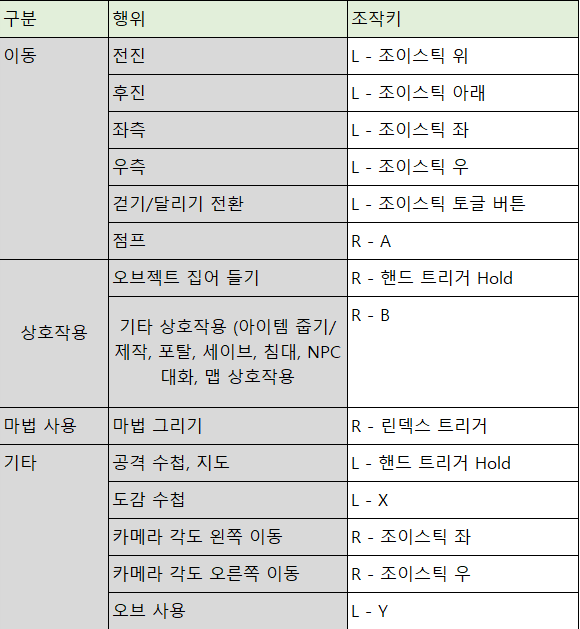 구분 행위 조작키
이동 전진 L - 조이스틱 위
후진 L - 조이스틱 아래
좌측 L - 조이스틱 좌
우측 L - 조이스틱 우
걷기/달리기 전환 L - 조이스틱 토글 버튼
점프 R - A
상호작용 오브젝트 집어 들기 R - 핸드 트리거 Hold
기타 상호작용 (아이템 줍기/ R - B
제작, 포탈, 세이브, 침대, NPC
대화, 맵 상호작용
마법 사용 마법 그리기 R - 린덱스 트리거
기타 공격 수첩, 지도 L - 핸드 트리거 Hold
도감 수첩 L - X
카메라 각도 왼쪽 이동 R - 조이스틱 좌
카메라 각도 오른쪽 이동 R - 조이스틱 우
오브 사용 L - Y